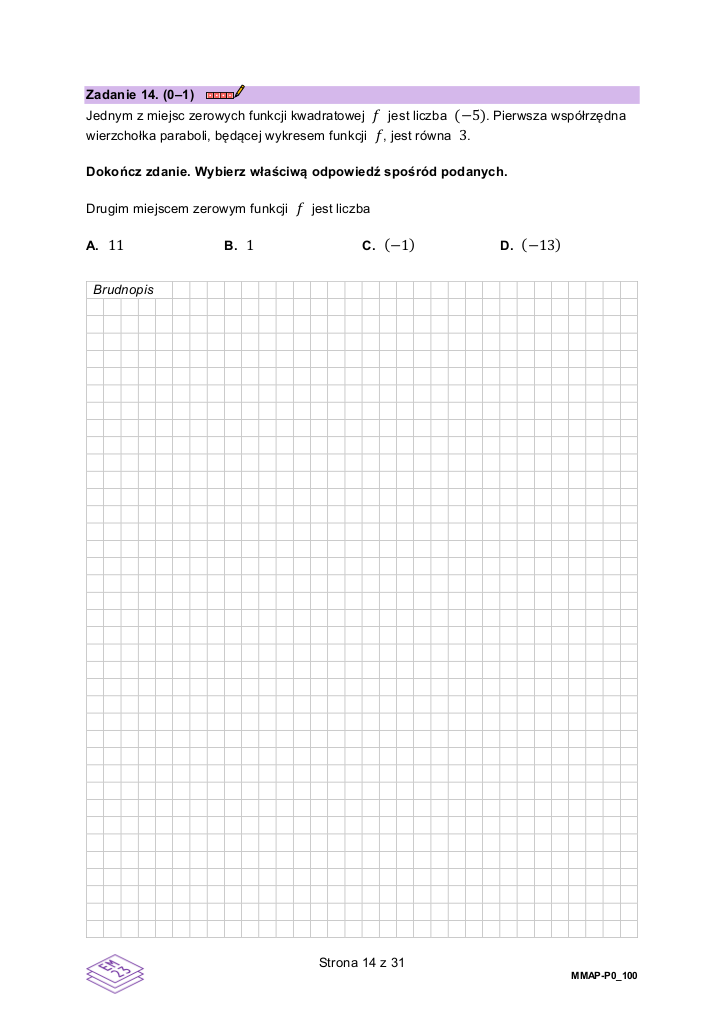 Zadanie 14. (0–1)
Jednym z miejsc zerowych funkcji kwadratowej f jest liczba (−5). Pierwsza współrzędna
wierzchołka paraboli, będącej wykresem funkcji f, jest równa 3.
Dokończ zdanie. Wybierz właściwą odpowiedź spośród podanych.
Drugim miejscem zerowym funkcji f jest liczba
A. 11 B. 1 C. (−1) D. (−13)
Brudnopis
EM
23
Strona 14 z 31
MMAP-P0_100